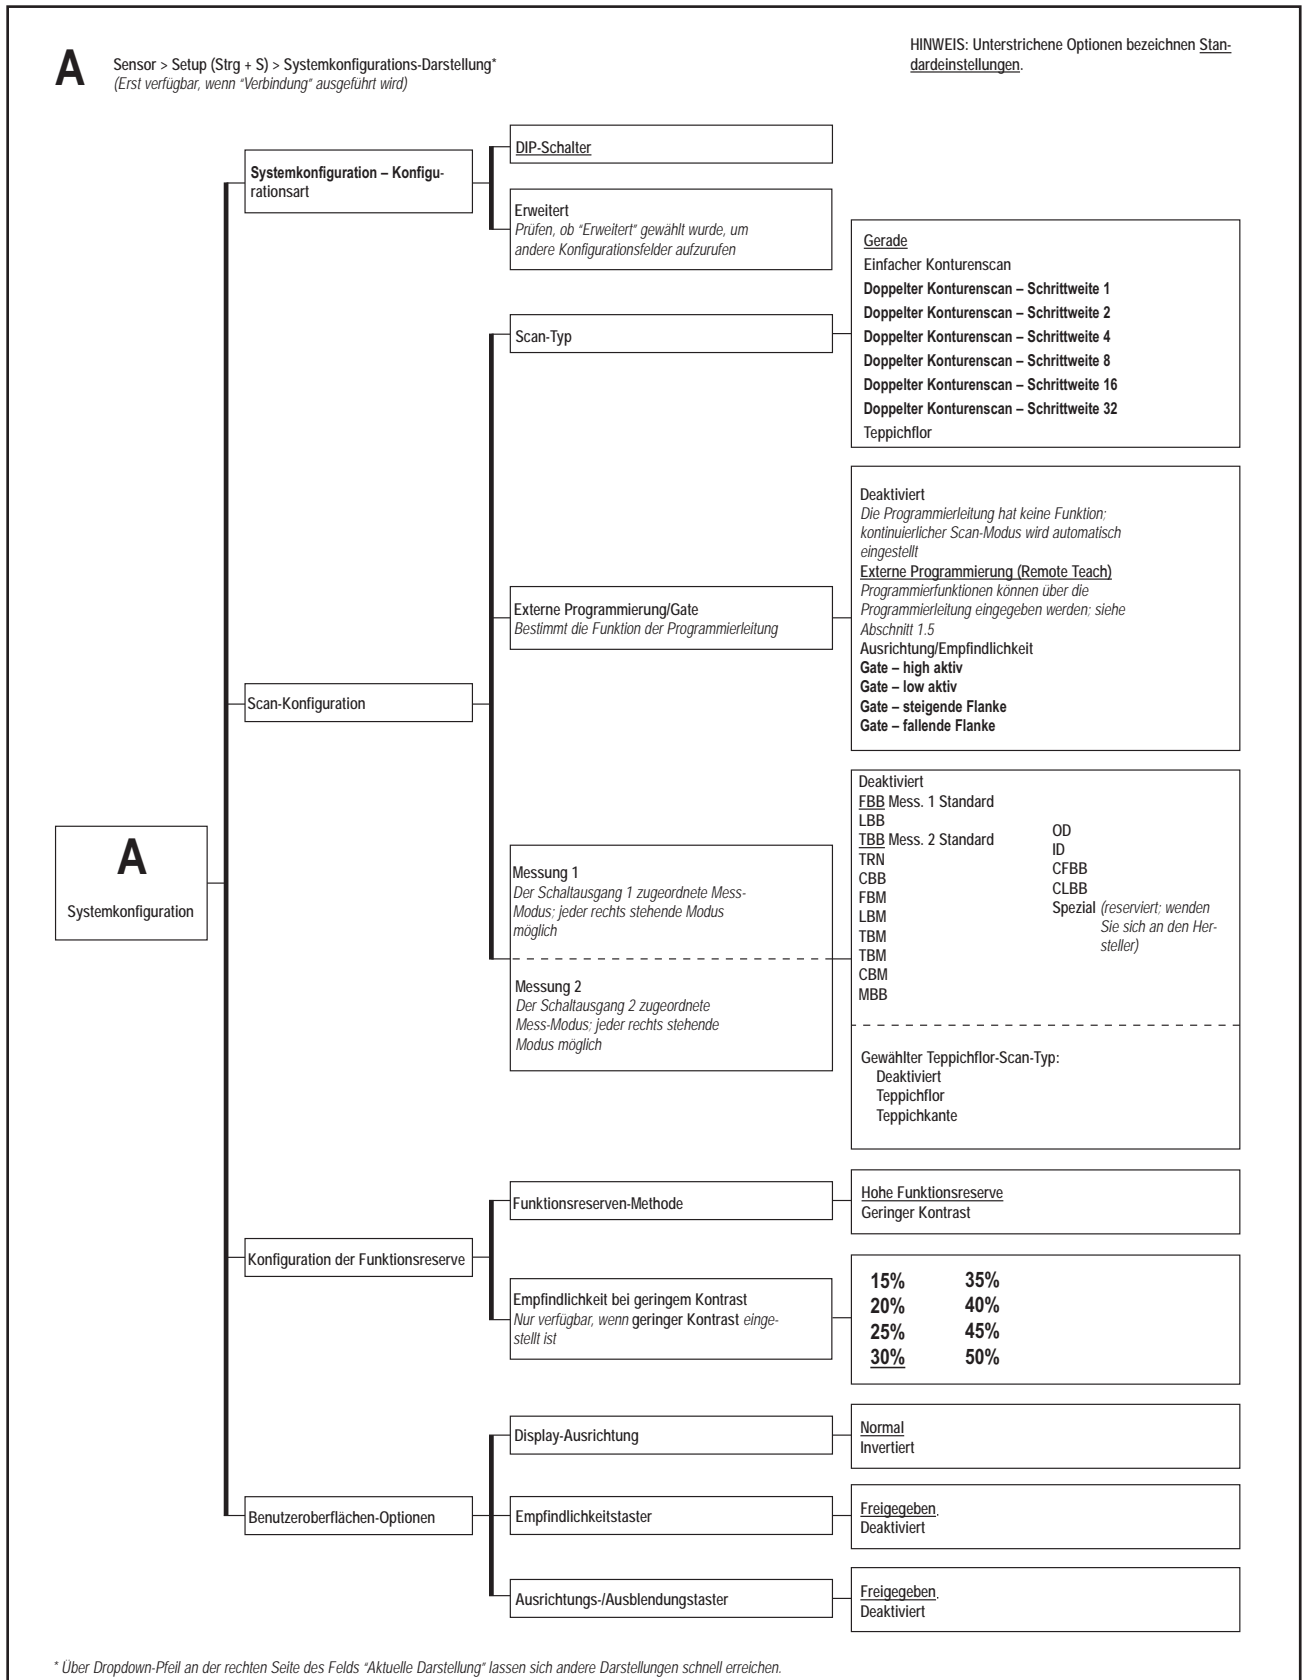 A
Sensor > Setup (Strg + S) > Systemkonfigurations-Darstellung*
(Erst verfügbar, wenn "Verbindung" ausgeführt wird)
HINWEIS: Unterstrichene Optionen bezeichnen Stan-
dardeinstellungen.
A
Systemkonfiguration
Systemkonfiguration – Konfigu-
rationsart
DIP-Schalter
Erweitert
Prüfen, ob "Erweitert" gewählt wurde, um
andere Konfigurationsfelder aufzurufen
Scan-Konfiguration
Scan-Typ
Gerade
Einfacher Konturenscan
Doppelter Konturenscan – Schrittweite 1
Doppelter Konturenscan – Schrittweite 2
Doppelter Konturenscan – Schrittweite 4
Doppelter Konturenscan – Schrittweite 8
Doppelter Konturenscan – Schrittweite 16
Doppelter Konturenscan – Schrittweite 32
Teppichflor
Externe Programmierung/Gate
Bestimmt die Funktion der Programmierleitung
Deaktiviert
Die Programmierleitung hat keine Funktion;
kontinuierlicher Scan-Modus wird automatisch
eingestellt
Externe Programmierung (Remote Teach)
Programmierfunktionen können über die
Programmierleitung eingegeben werden; siehe
Abschnitt 1.5
Ausrichtung/Empfindlichkeit
Gate – high aktiv
Gate – low aktiv
Gate – steigende Flanke
Gate – fallende Flanke
Messung 1
Der Schaltausgang 1 zugeordnete Mess-
Modus; jeder rechts stehende Modus
möglich
Messung 2
Der Schaltausgang 2 zugeordnete
Mess-Modus; jeder rechts stehende
Modus möglich
Deaktiviert
FBB Mess. 1 Standard
LBB
TBB Mess. 2 Standard
TRN
CBB
FBM
LBM
TBM
TBM
CBM
MBB
OD
ID
CFBB
CLBB
Spezial (reserviert; wenden
Sie sich an den Her-
steller)
Gewählter Teppichflor-Scan-Typ:
Deaktiviert
Teppichflor
Teppichkante
Konfiguration der Funktionsreserve
Funktionsreserven-Methode
Hohe Funktionsreserve
Geringer Kontrast
Empfindlichkeit bei geringem Kontrast
Nur verfügbar, wenn geringer Kontrast einge-
stellt ist
15% 35%
20% 40%
25% 45%
30% 50%
Benutzeroberflächen-Optionen
Display-Ausrichtung
Normal
Invertiert
Empfindlichkeitstaster
Freigegeben.
Deaktiviert
Ausrichtungs-/Ausblendungstaster
Freigegeben.
Deaktiviert
* Über Dropdown-Pfeil an der rechten Seite des Felds "Aktuelle Darstellung" lassen sich andere Darstellungen schnell erreichen.